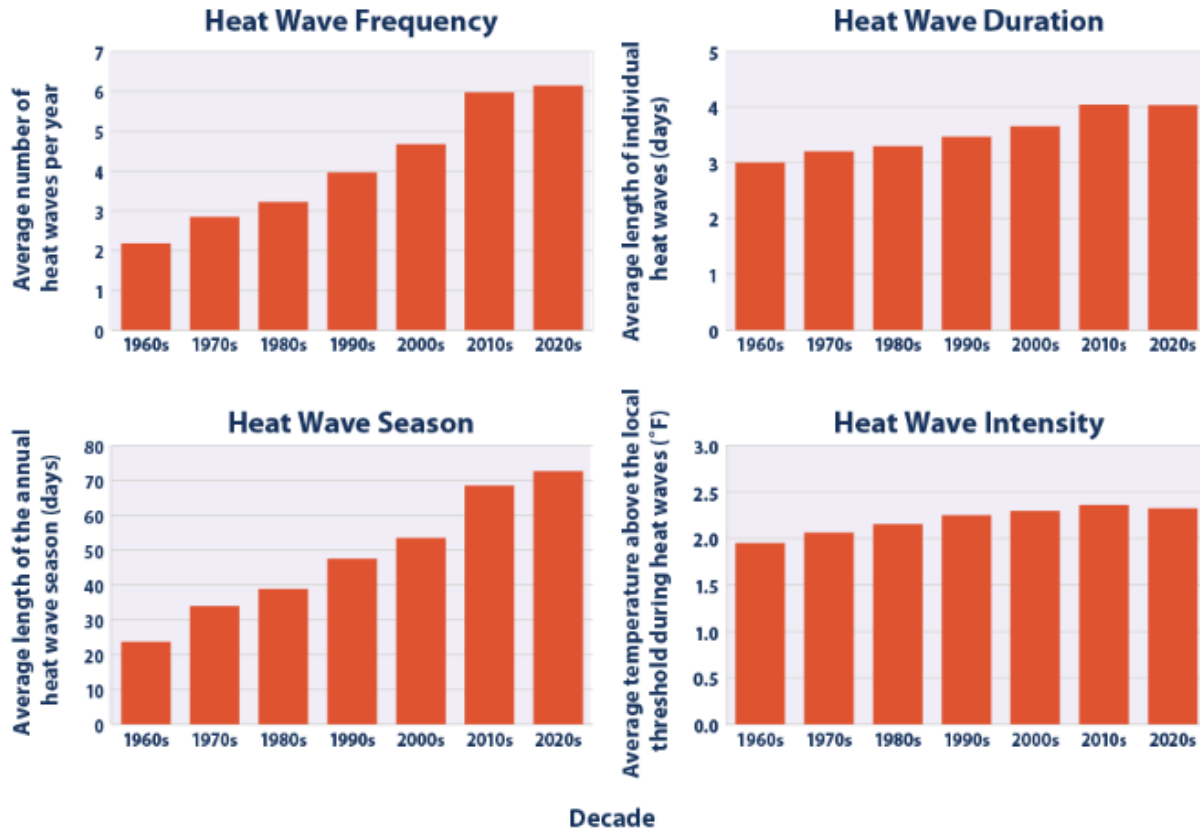 Heat Wave Frequency
Average number of
heat waves per year
7
6
5
4
3
2
1
0
1960s 1970s 1980s 1990s 2000s 2010s 2020s
Heat Wave Duration
Average length of individual
heat waves (days)
5
4
3
2
1
0
1960s 1970s 1980s 1990s 2000s 2010s 2020s
Heat Wave Season
Average length of the annual
heat wave season (days)
80
70
60
50
40
30
20
10
0
1960s 1970s 1980s 1990s 2000s 2010s 2020s
Heat Wave Intensity
Average temperature above the local
threshold during heat waves (˚F)
3.0
2.5
2.0
1.5
1.0
0.5
0.0
1960s 1970s 1980s 1990s 2000s 2010s 2020s
Decade